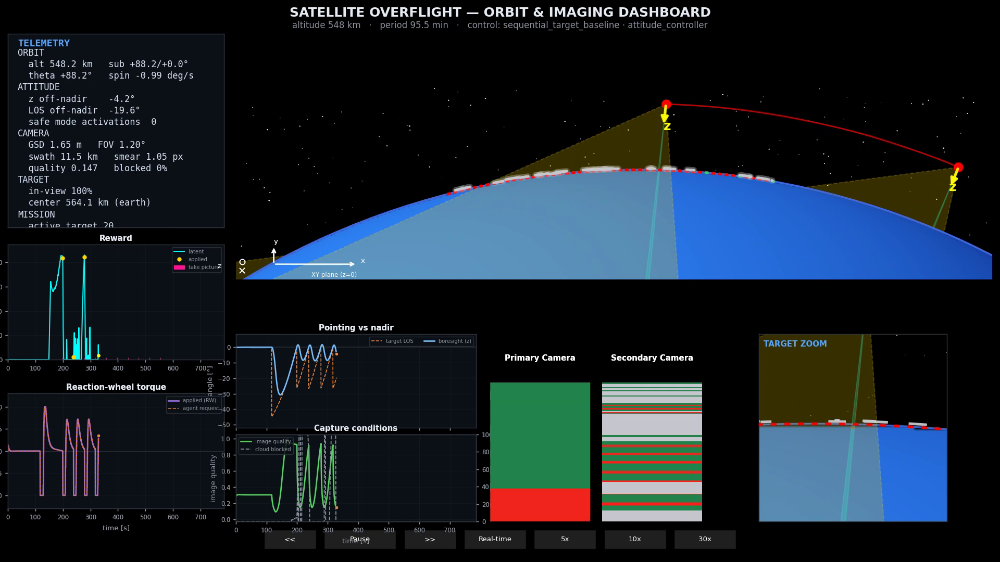 SATELLITE OVERFLIGHT — ORBIT & IMAGING DASHBOARD
altitude 548 km · period 95.5 min · control: sequential_target_baseline · attitude_controller
TELEMETRY
ORBIT
alt 548.2 km sub +88.2/+0.0°
theta +88.2° spin -0.99 deg/s
ATTITUDE
z off-nadir -4.2°
LOS off-nadir -19.6°
safe mode activations 0
CAMERA
GSD 1.65 m FOV 1.20°
swath 11.5 km smear 1.05 px
quality 0.147 blocked 0%
TARGET
in-view 100%
center 564.1 km (earth)
MISSION
active target 20
z
z
y
x
z
XY plane (z=0)
Reward
latent
applied
take picture
0 100 200 300 400 500 600 700
Reaction-wheel torque
applied (RW)
agent request
0 100 200 300 400 500 600 700
time [s]
Pointing vs nadir
target LOS boresight (z)
0
−10
−20
−30
−40
−50
angle [°]
Capture conditions
image quality
cloud blocked
1.0
0.8
0.6
0.4
0.2
0.0
image quality
80
60
40
20
0
0 100 200 300 400 500 600 700
time [s]
Primary Camera
Secondary Camera
TARGET ZOOM
<< Pause >> Real-time 5x 10x 30x